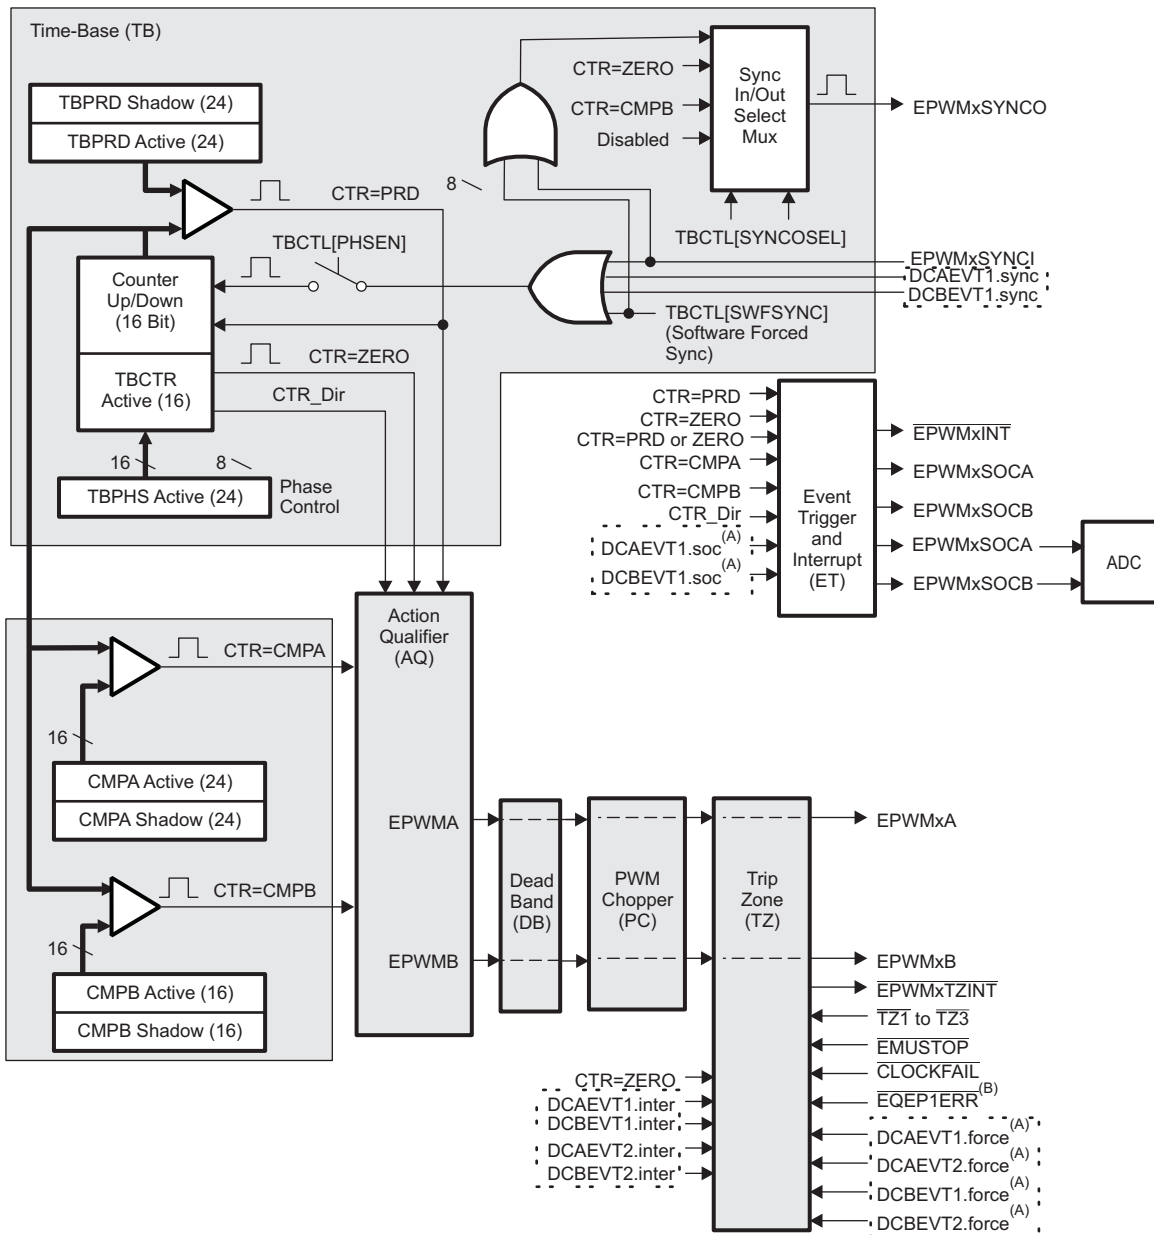 Time-Base (TB)
TBPRD Shadow (24)
TBPRD Active (24)
CTR=PRD
8
CTR=ZERO
CTR=CMPB
Disabled
Sync
In/Out
Select
Mux
EPWMxSYNCO
TBCTL[SYNCOSEL]
TBCTL[PHSEN]
EPWMxSYNCI
DCAEVT1.sync
DCBEVT1.sync
TBCTL[SWFSYNC]
(Software Forced
Sync)
Counter
Up/Down
(16 Bit)
TBCTR
Active (16)
CTR=ZERO
CTR_Dir
16
8
TBPHS Active (24)
Phase
Control
CTR=PRD
CTR=ZERO
CTR=PRD or ZERO
CTR=CMPA
CTR=CMPB
CTR_Dir
DCAEVT1.soc(A)
DCBEVT1.soc(A)
Event
Trigger
and
Interrupt
(ET)
EPWMxINT
EPWMxSOCA
EPWMxSOCB
EPWMxSOCA
EPWMxSOCB
ADC
Action
Qualifier
(AQ)
CTR=CMPA
16
CMPA Active (24)
CMPA Shadow (24)
CTR=CMPB
16
CMPB Active (16)
CMPB Shadow (16)
EPWMA
EPWMB
Dead
Band
(DB)
PWM
Chopper
(PC)
Trip
Zone
(TZ)
EPWMxA
EPWMxB
EPWMxTZINT
TZ1 to TZ3
EMUSTOP
CLOCKFAIL
EQEP1ERR(B)
DCAEVT1.force(A)
DCAEVT2.force(A)
DCBEVT1.force(A)
DCBEVT2.force(A)
CTR=ZERO
DCAEVT1.inter
DCBEVT1.inter
DCAEVT2.inter
DCBEVT2.inter